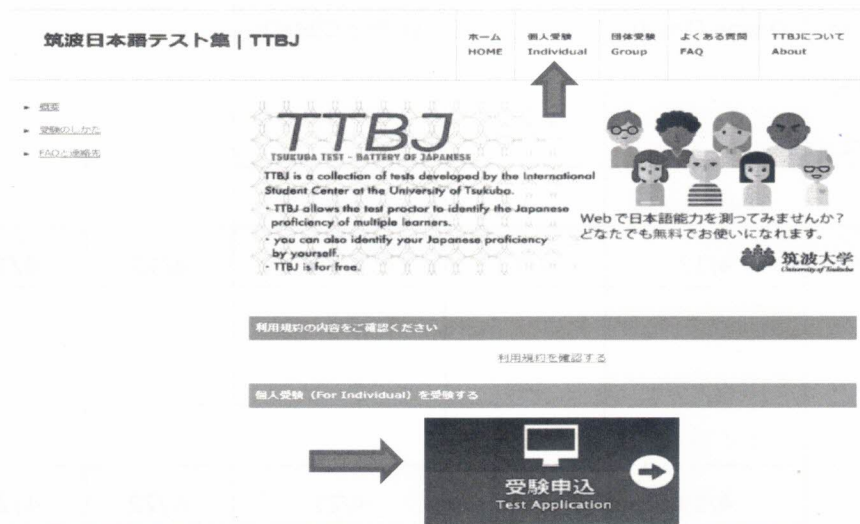 筑波日本語テスト集 | TTBJ
ホーム
HOME
個人受験
Individual
団体受験
Group
よくある質問
FAQ
TTBJについて
About
概要
受験のしかた
FAQと連絡先
TTBJ
TSUKUBA TEST - BATTERY OF JAPANESE
TTBJ is a collection of tests developed by the International
Student Center at the University of Tsukuba.
- TTBJ allows the test proctor to identify the Japanese
proficiency of multiple learners.
- you can also identify your Japanese proficiency
by yourself.
- TTBJ is for free.
Webで日本語能力を測ってみませんか？
どなたでも無料でお使いになれます。
筑波大学
University of Tsukuba
利用規約の内容をご確認ください
利用規約を確認する
個人受験（For Individual）を受験する
受験申込
Test Application